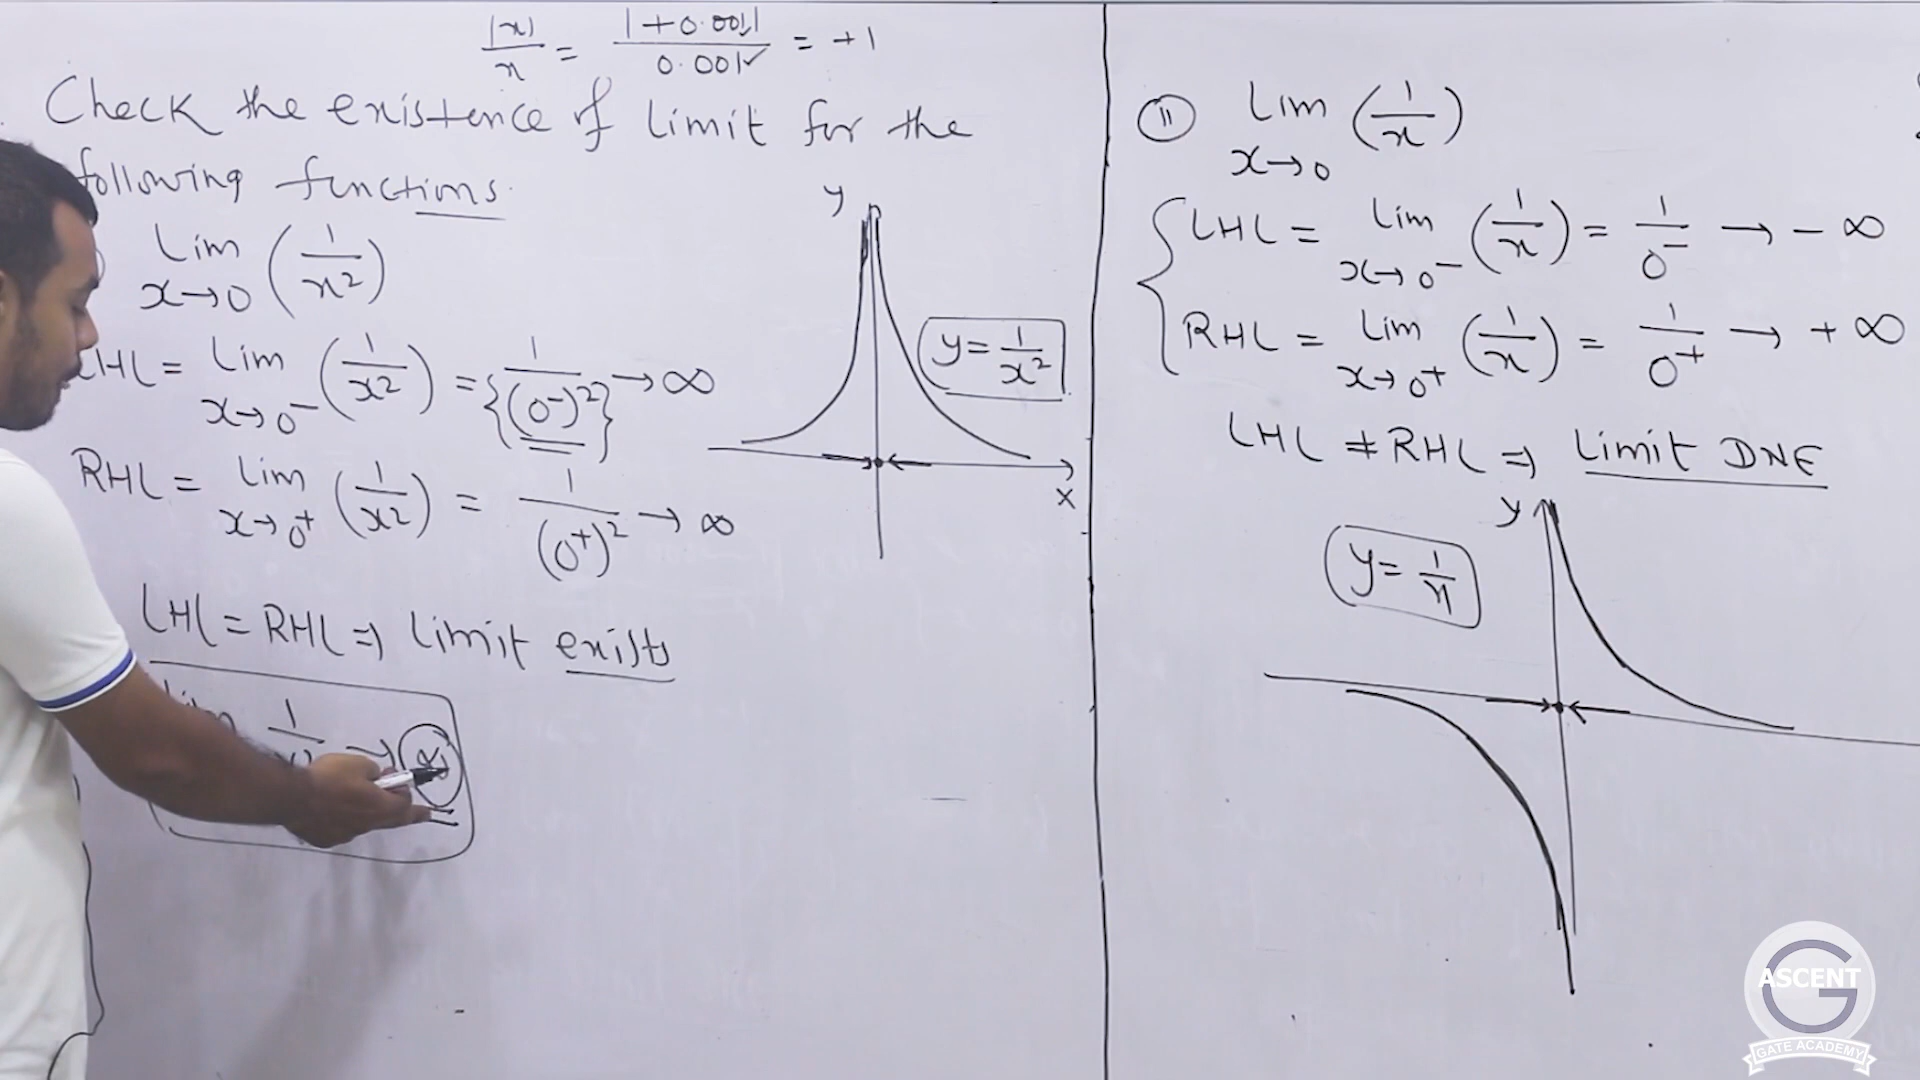 |x|/x = |+0.001|/0.001 = +1
Check the existence of limit for the
following functions.
Lim x→0 (1/x²)
LHL = Lim x→0⁻ (1/x²) = {1/(0⁻)²} → ∞
RHL = Lim x→0⁺ (1/x²) = 1/(0⁺)² → ∞
LHL = RHL ⇒ limit exists
Lim 1/x² → ∞
y
y = 1/x²
x
(ii) Lim x→0 (1/x)
LHL = Lim x→0⁻ (1/x) = 1/0⁻ → -∞
RHL = Lim x→0⁺ (1/x) = 1/0⁺ → +∞
LHL ≠ RHL ⇒ Limit DNE
y
y = 1/x
ASCENT
G
GATE ACADEMY